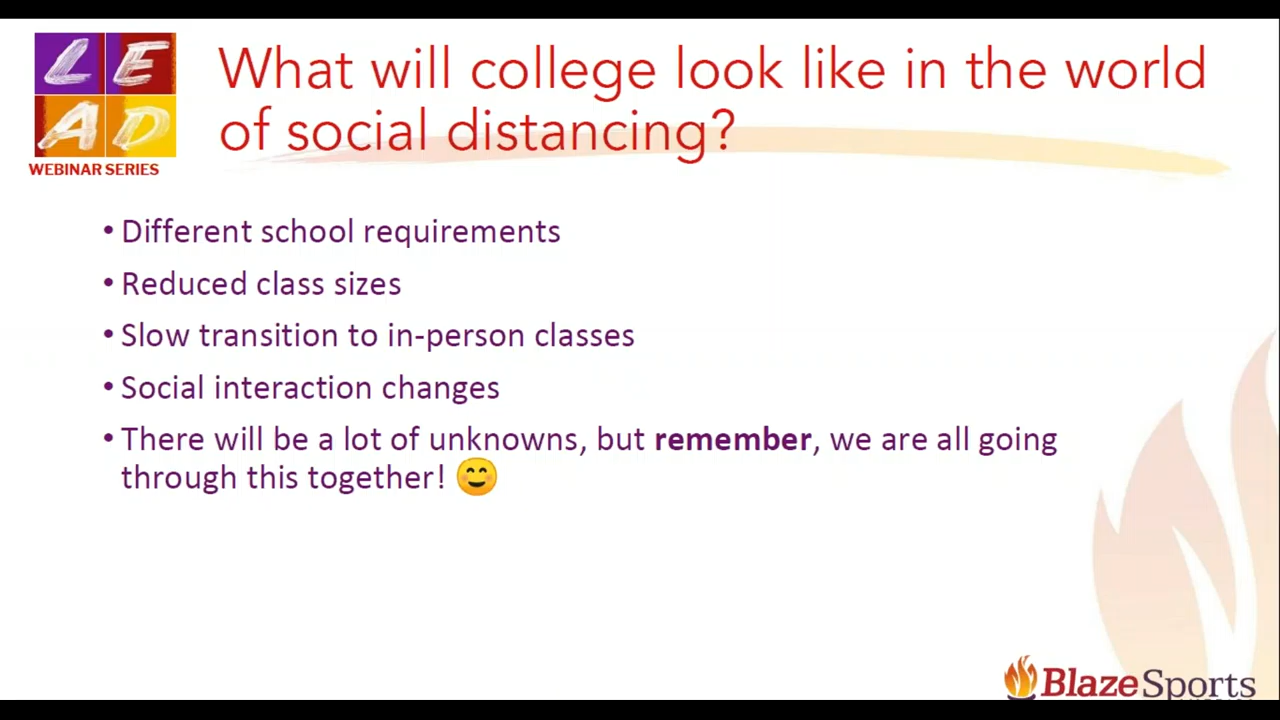 L E
A D
WEBINAR SERIES
What will college look like in the world
of social distancing?
• Different school requirements
• Reduced class sizes
• Slow transition to in-person classes
• Social interaction changes
• There will be a lot of unknowns, but remember, we are all going
through this together! 😊
BlazeSports